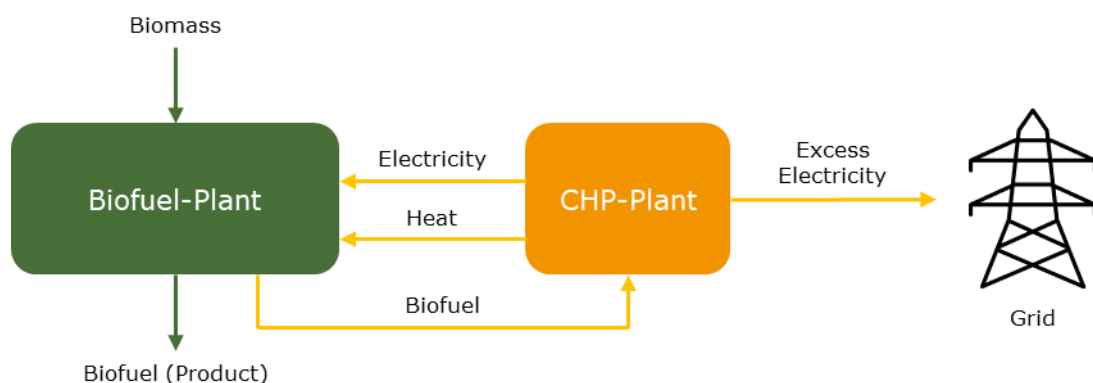 Biomass
Biofuel-Plant
Electricity
Heat
CHP-Plant
Excess
Electricity
Biofuel
Grid
Biofuel (Product)